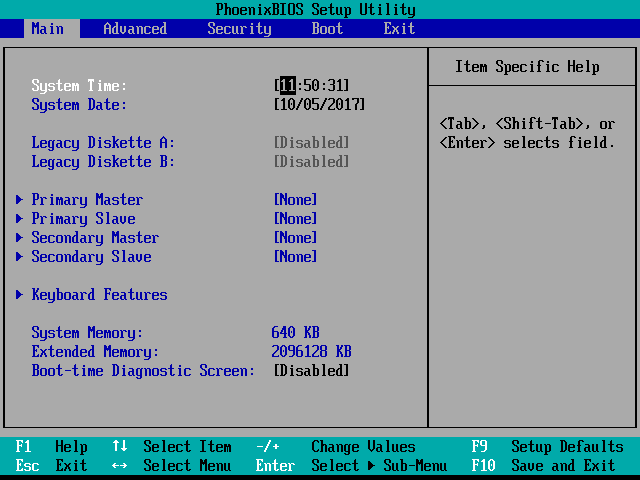 PhoenixBIOS Setup Utility
Main Advanced Security Boot Exit
System Time: [11:50:31]
System Date: [10/05/2017]
Legacy Diskette A: [Disabled]
Legacy Diskette B: [Disabled]
▶ Primary Master [None]
▶ Primary Slave [None]
▶ Secondary Master [None]
▶ Secondary Slave [None]
▶ Keyboard Features
System Memory: 640 KB
Extended Memory: 2096128 KB
Boot-time Diagnostic Screen: [Disabled]
Item Specific Help
<Tab>, <Shift-Tab>, or
<Enter> selects field.
F1 Help ↑↓ Select Item -/+ Change Values F9 Setup Defaults
Esc Exit ↔ Select Menu Enter Select ▶ Sub-Menu F10 Save and Exit